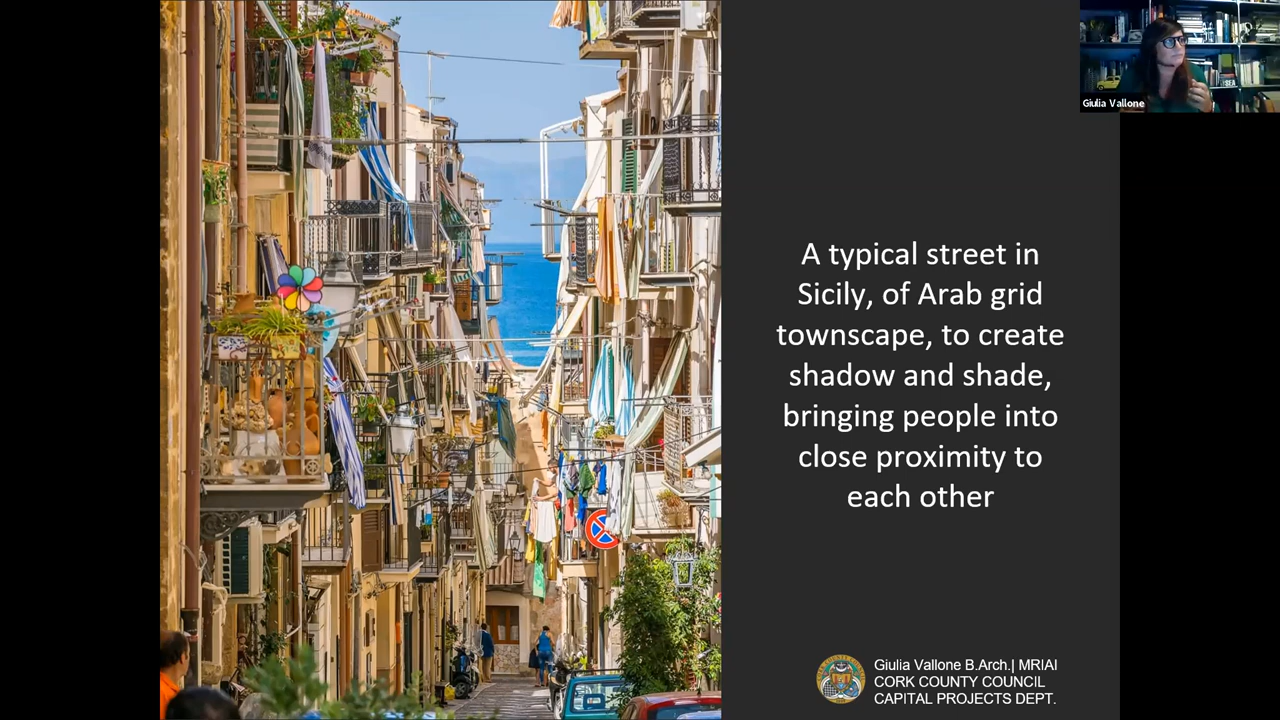 Giulia Vallone
A typical street in
Sicily, of Arab grid
townscape, to create
shadow and shade,
bringing people into
close proximity to
each other
Giulia Vallone B.Arch.| MRIAI
CORK COUNTY COUNCIL
CAPITAL PROJECTS DEPT.